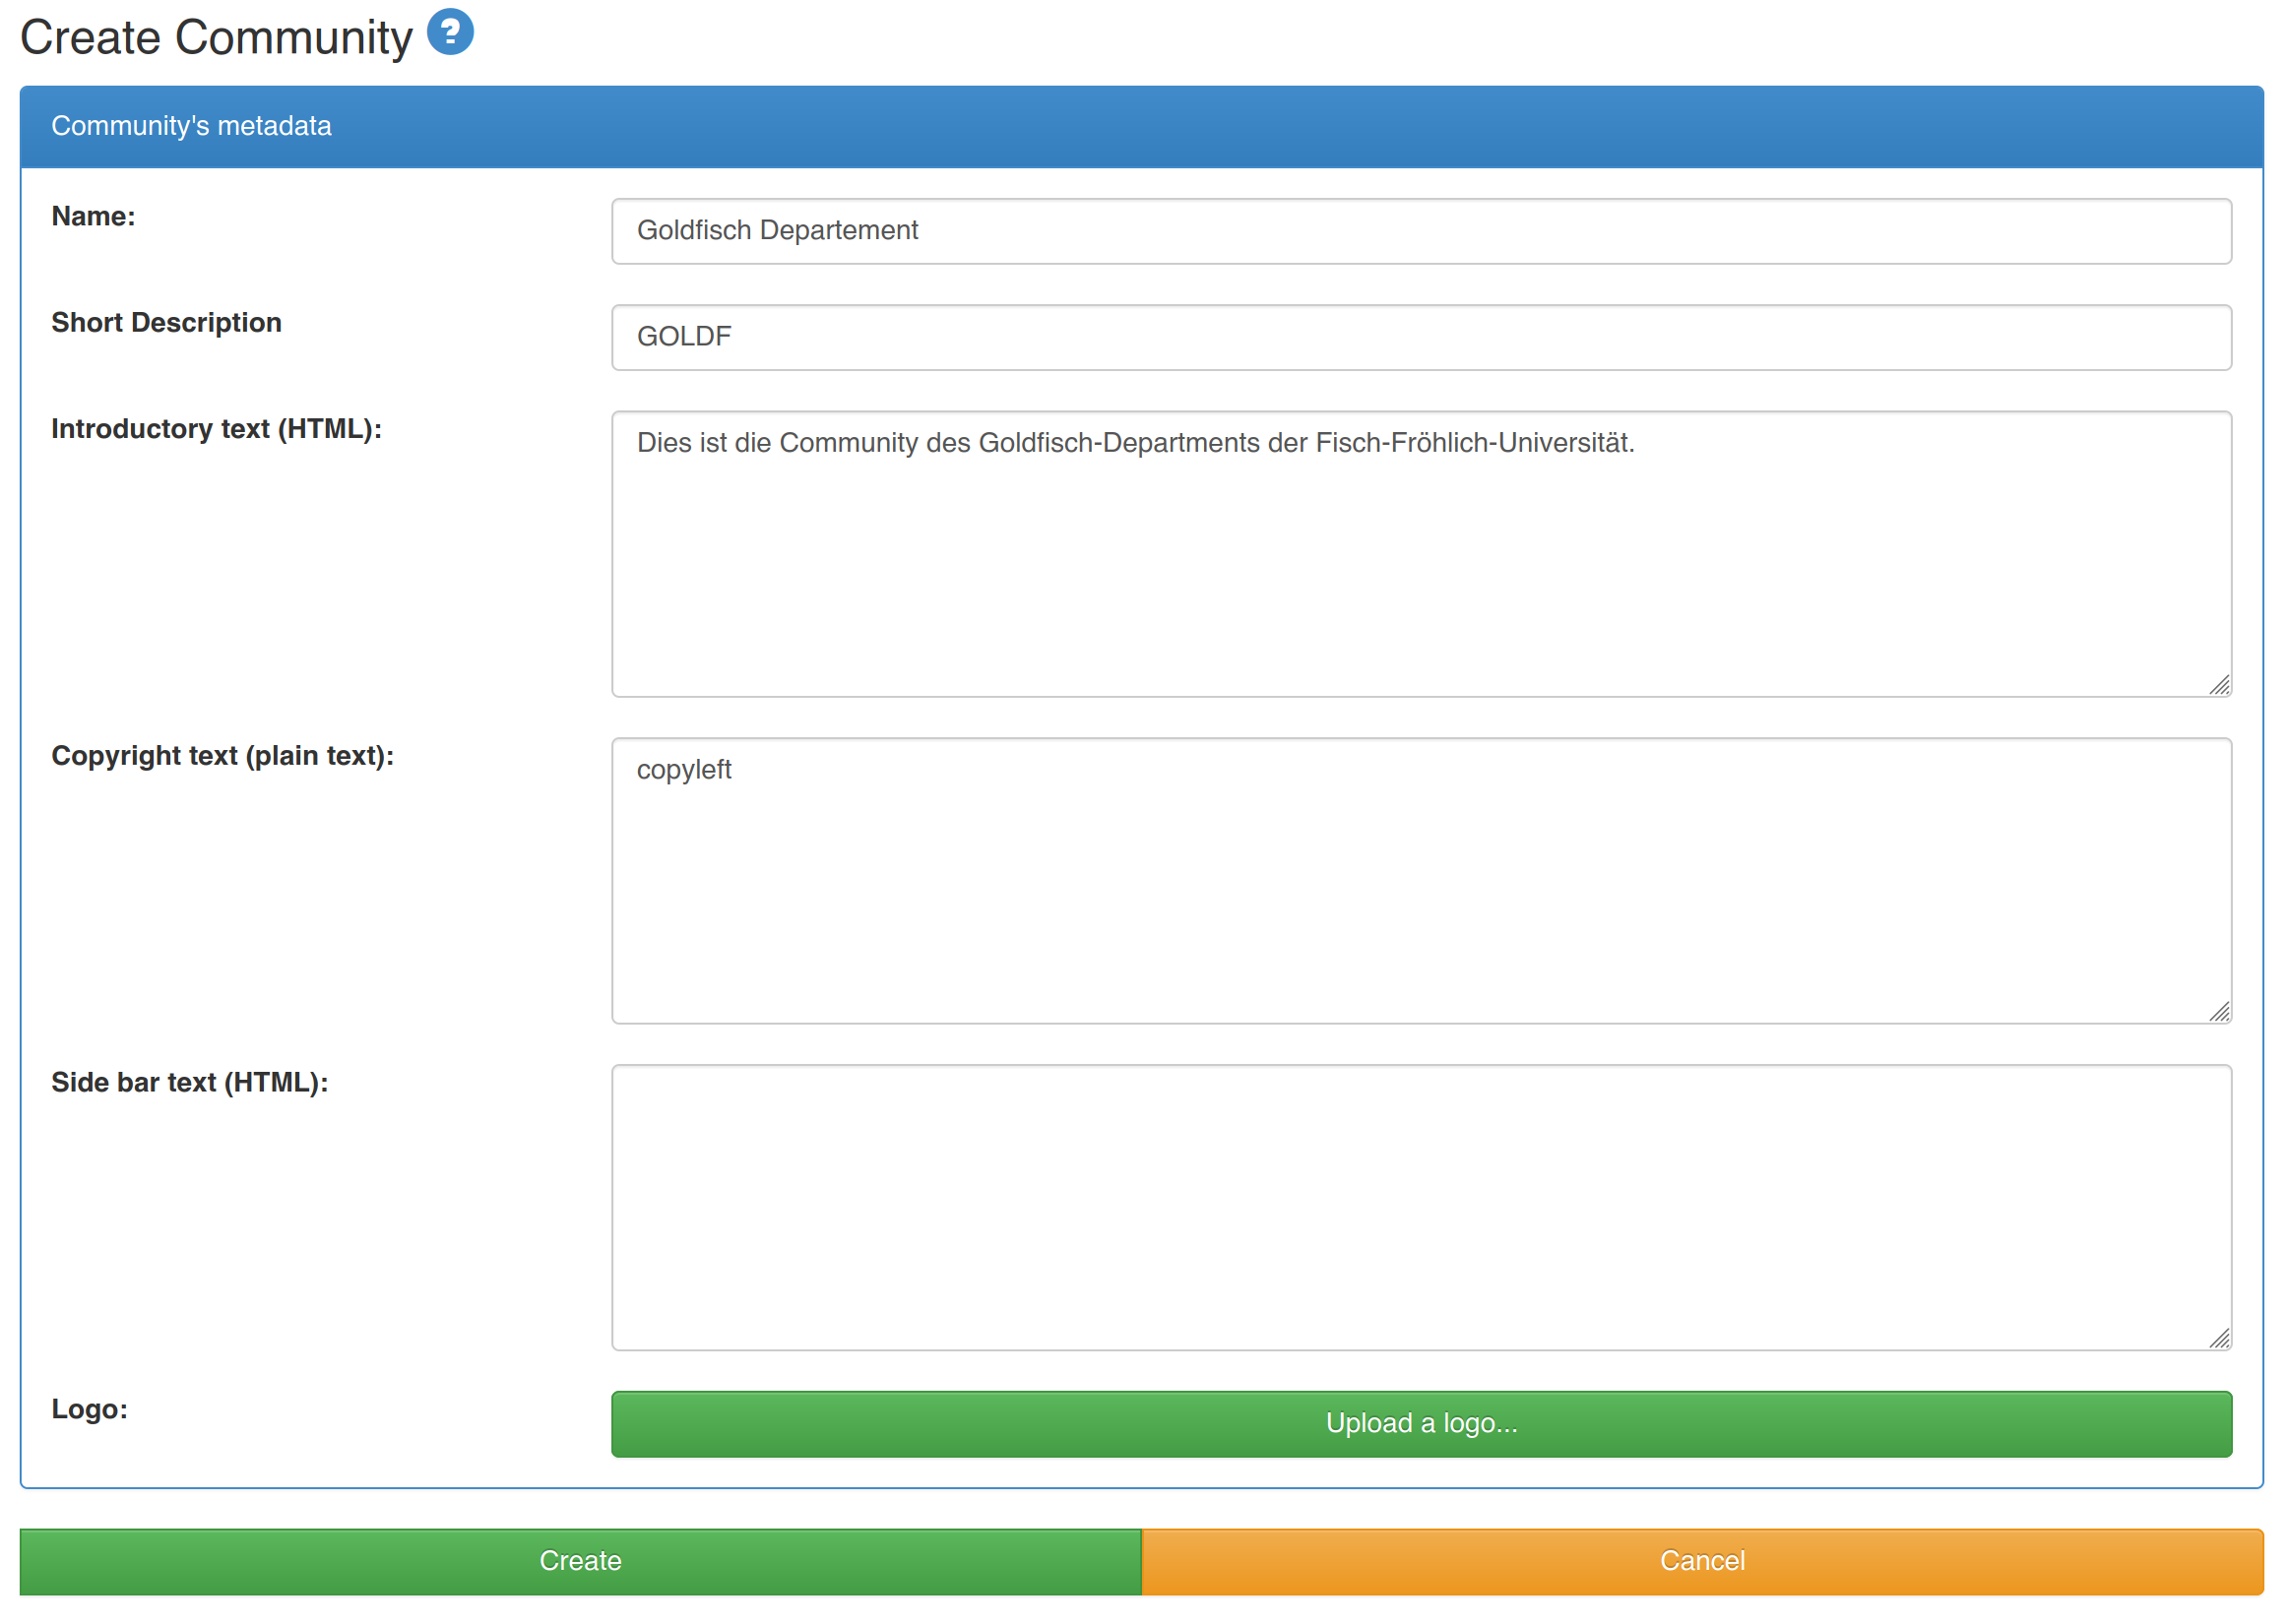 Create Community ?
Community's metadata
Name:
Goldfisch Departement
Short Description
GOLDF
Introductory text (HTML):
Dies ist die Community des Goldfisch-Departments der Fisch-Fröhlich-Universität.
Copyright text (plain text):
copyleft
Side bar text (HTML):
Logo:
Upload a logo...
Create
Cancel